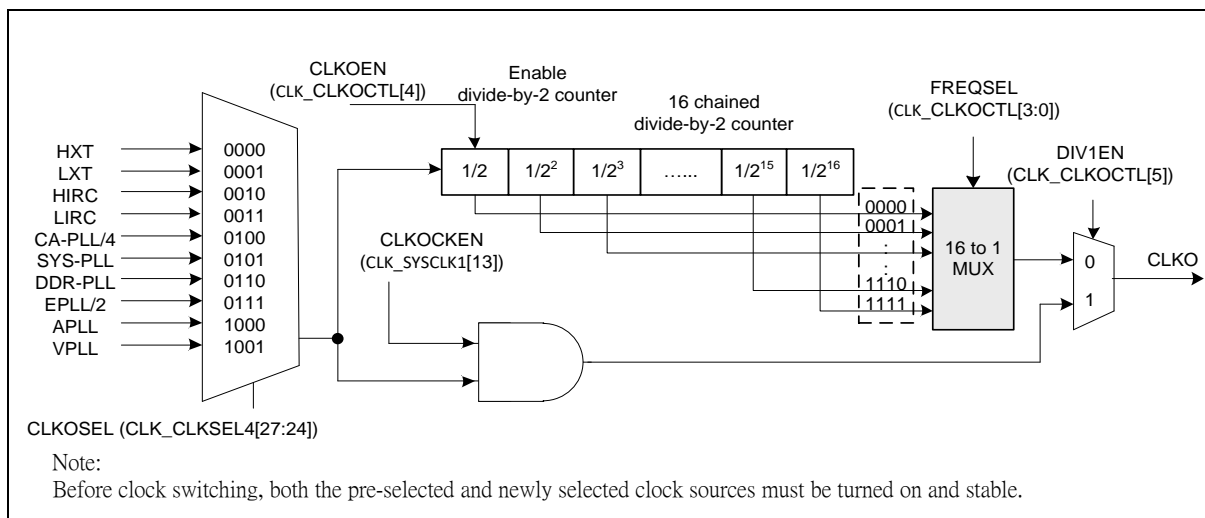 CLKOEN
(CLK_CLKOCTL[4])
Enable
divide-by-2 counter
16 chained
divide-by-2 counter
FREQSEL
(CLK_CLKOCTL[3:0])
DIV1EN
(CLK_CLKOCTL[5])
HXT 0000
LXT 0001
HIRC 0010
LIRC 0011
CA-PLL/4 0100
SYS-PLL 0101
DDR-PLL 0110
EPLL/2 0111
APLL 1000
VPLL 1001
1/2 1/2² 1/2³ …... 1/2¹⁵ 1/2¹⁶
0000
0001
:
:
1110
1111
16 to 1
MUX
0
1
CLKO
CLKOCKEN
(CLK_SYSCLK1[13])
CLKOSEL (CLK_CLKSEL4[27:24])
Note:
Before clock switching, both the pre-selected and newly selected clock sources must be turned on and stable.